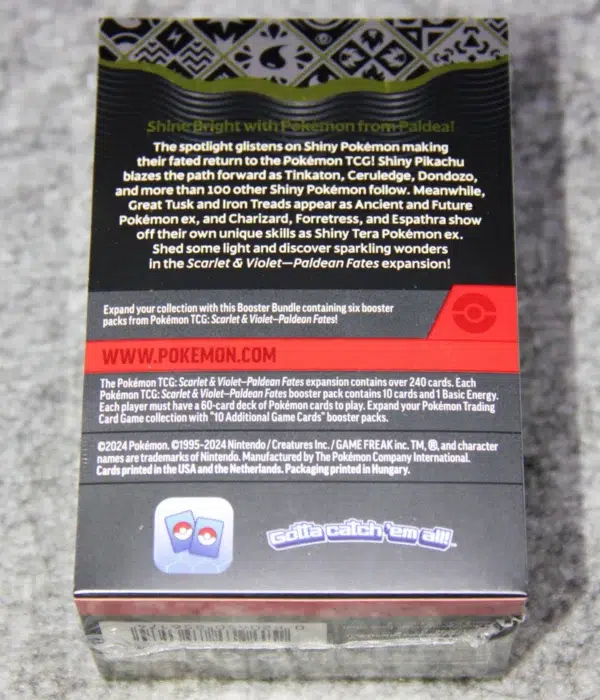 Shine Bright with Pokémon from Paldea!
The spotlight glistens on Shiny Pokémon making
their fated return to the Pokémon TCG! Shiny Pikachu
blazes the path forward as Tinkaton, Ceruledge, Dondozo,
and more than 100 other Shiny Pokémon follow. Meanwhile,
Great Tusk and Iron Treads appear as Ancient and Future
Pokémon ex, and Charizard, Forretress, and Espathra show
off their own unique skills as Shiny Tera Pokémon ex.
Shed some light and discover sparkling wonders
in the Scarlet & Violet—Paldean Fates expansion!
Expand your collection with this Booster Bundle containing six booster
packs from Pokémon TCG: Scarlet & Violet—Paldean Fates!
WWW.POKEMON.COM
The Pokémon TCG: Scarlet & Violet—Paldean Fates expansion contains over 240 cards. Each
Pokémon TCG: Scarlet & Violet—Paldean Fates booster pack contains 10 cards and 1 Basic Energy.
Each player must have a 60-card deck of Pokémon cards to play. Expand your Pokémon Trading
Card Game collection with "10 Additional Game Cards" booster packs.
©2024 Pokémon. ©1995-2024 Nintendo / Creatures Inc. / GAME FREAK inc. TM, ®, and character
names are trademarks of Nintendo. Manufactured by The Pokémon Company International.
Cards printed in the USA and the Netherlands. Packaging printed in Hungary.
Gotta catch 'em all!